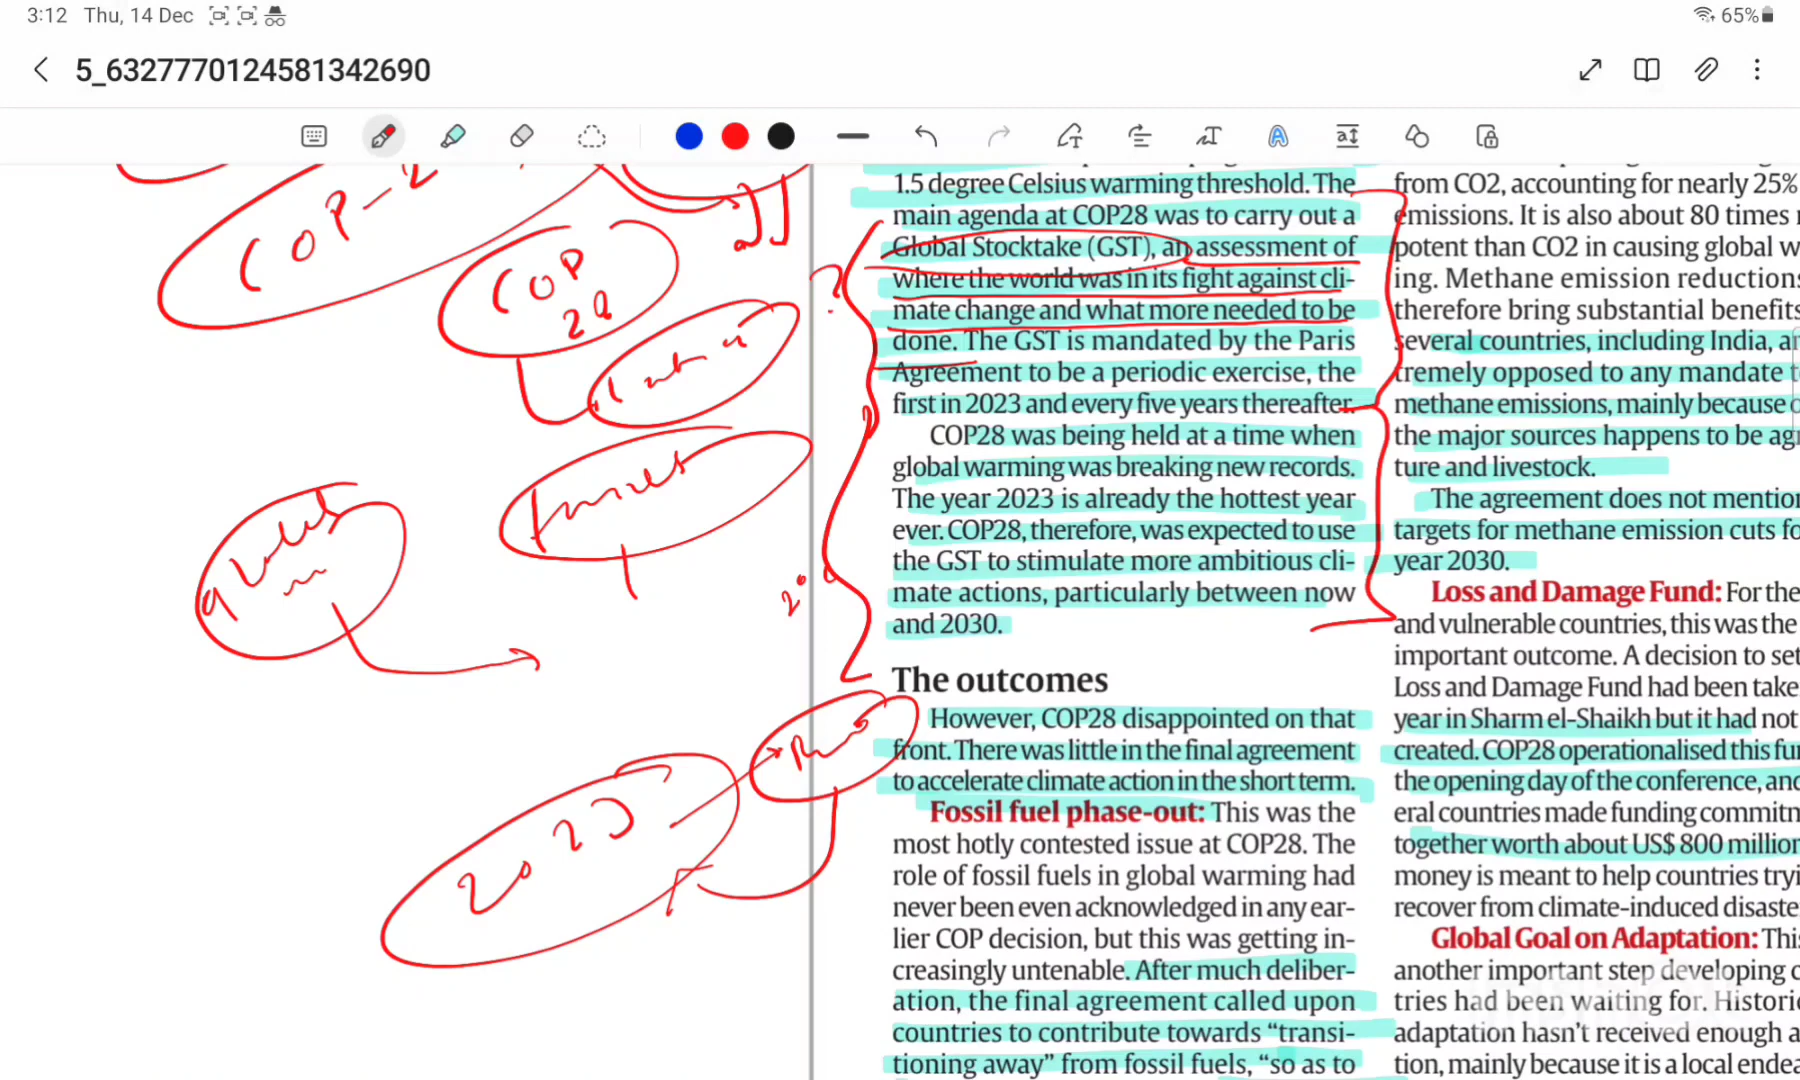 3:12 Thu, 14 Dec 65%
5_6327770124581342690
COP-2
COP
29
2023
2°
1.5 degree Celsius warming threshold. The
main agenda at COP28 was to carry out a
Global Stocktake (GST), an assessment of
where the world was in its fight against cli-
mate change and what more needed to be
done. The GST is mandated by the Paris
Agreement to be a periodic exercise, the
first in 2023 and every five years thereafter.
COP28 was being held at a time when
global warming was breaking new records.
The year 2023 is already the hottest year
ever. COP28, therefore, was expected to use
the GST to stimulate more ambitious cli-
mate actions, particularly between now
and 2030.
The outcomes
However, COP28 disappointed on that
front. There was little in the final agreement
to accelerate climate action in the short term.
Fossil fuel phase-out: This was the
most hotly contested issue at COP28. The
role of fossil fuels in global warming had
never been even acknowledged in any ear-
lier COP decision, but this was getting in-
creasingly untenable. After much deliber-
ation, the final agreement called upon
countries to contribute towards “transi-
tioning away” from fossil fuels, “so as to
from CO2, accounting for nearly 25%
emissions. It is also about 80 times
potent than CO2 in causing global w
ing. Methane emission reductions
therefore bring substantial benefits
several countries, including India, a
tremely opposed to any mandate t
methane emissions, mainly because o
the major sources happens to be ag
ture and livestock.
The agreement does not mention
targets for methane emission cuts fo
year 2030.
Loss and Damage Fund: For the
and vulnerable countries, this was the
important outcome. A decision to set
Loss and Damage Fund had been take
year in Sharm el-Shaikh but it had not
created. COP28 operationalised this fu
the opening day of the conference, and
eral countries made funding commitm
together worth about US$ 800 million
money is meant to help countries tryi
recover from climate-induced disaste
Global Goal on Adaptation: This
another important step developing c
tries had been waiting for. Historic
adaptation hasn’t received enough a
tion, mainly because it is a local endea